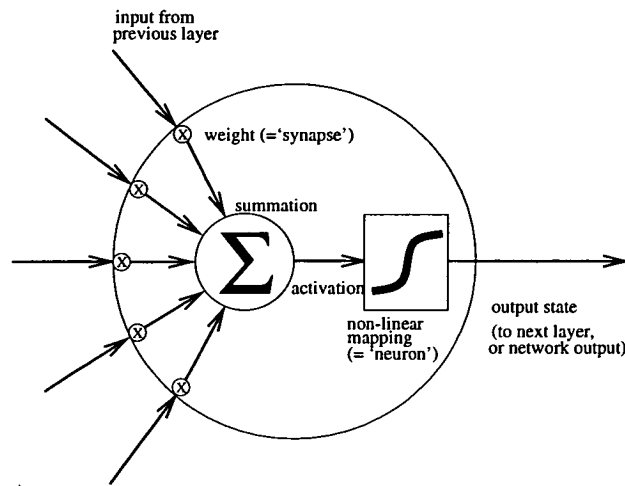 input from
previous layer
x
weight (=‘synapse’)
x
summation
x
Σ
activation
x
non-linear
mapping
(= ‘neuron’)
x
output state
(to next layer,
or network output)